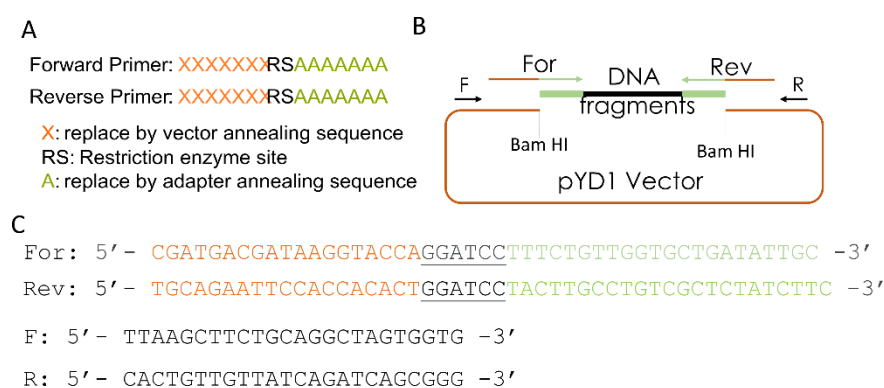 A
Forward Primer: XXXXXXXRSAAAAAAA
Reverse Primer: XXXXXXXRSAAAAAAA
X: replace by vector annealing sequence
RS: Restriction enzyme site
A: replace by adapter annealing sequence
B
For
DNA
Rev
F
R
fragments
Bam HI
Bam HI
pYD1 Vector
C
For: 5’- CGATGACGATAAGGTACCAGGATCCTTTCTGTTGGTGCTGATATTGC -3’
Rev: 5’- TGCAGAATTCCACCACACTGGATCCTACTTGCCTGTCGCTCTATCTTC -3’
F: 5’- TTAAGCTTCTGCAGGCTAGTGGTG -3’
R: 5’- CACTGTTGTTATCAGATCAGCGGG -3’